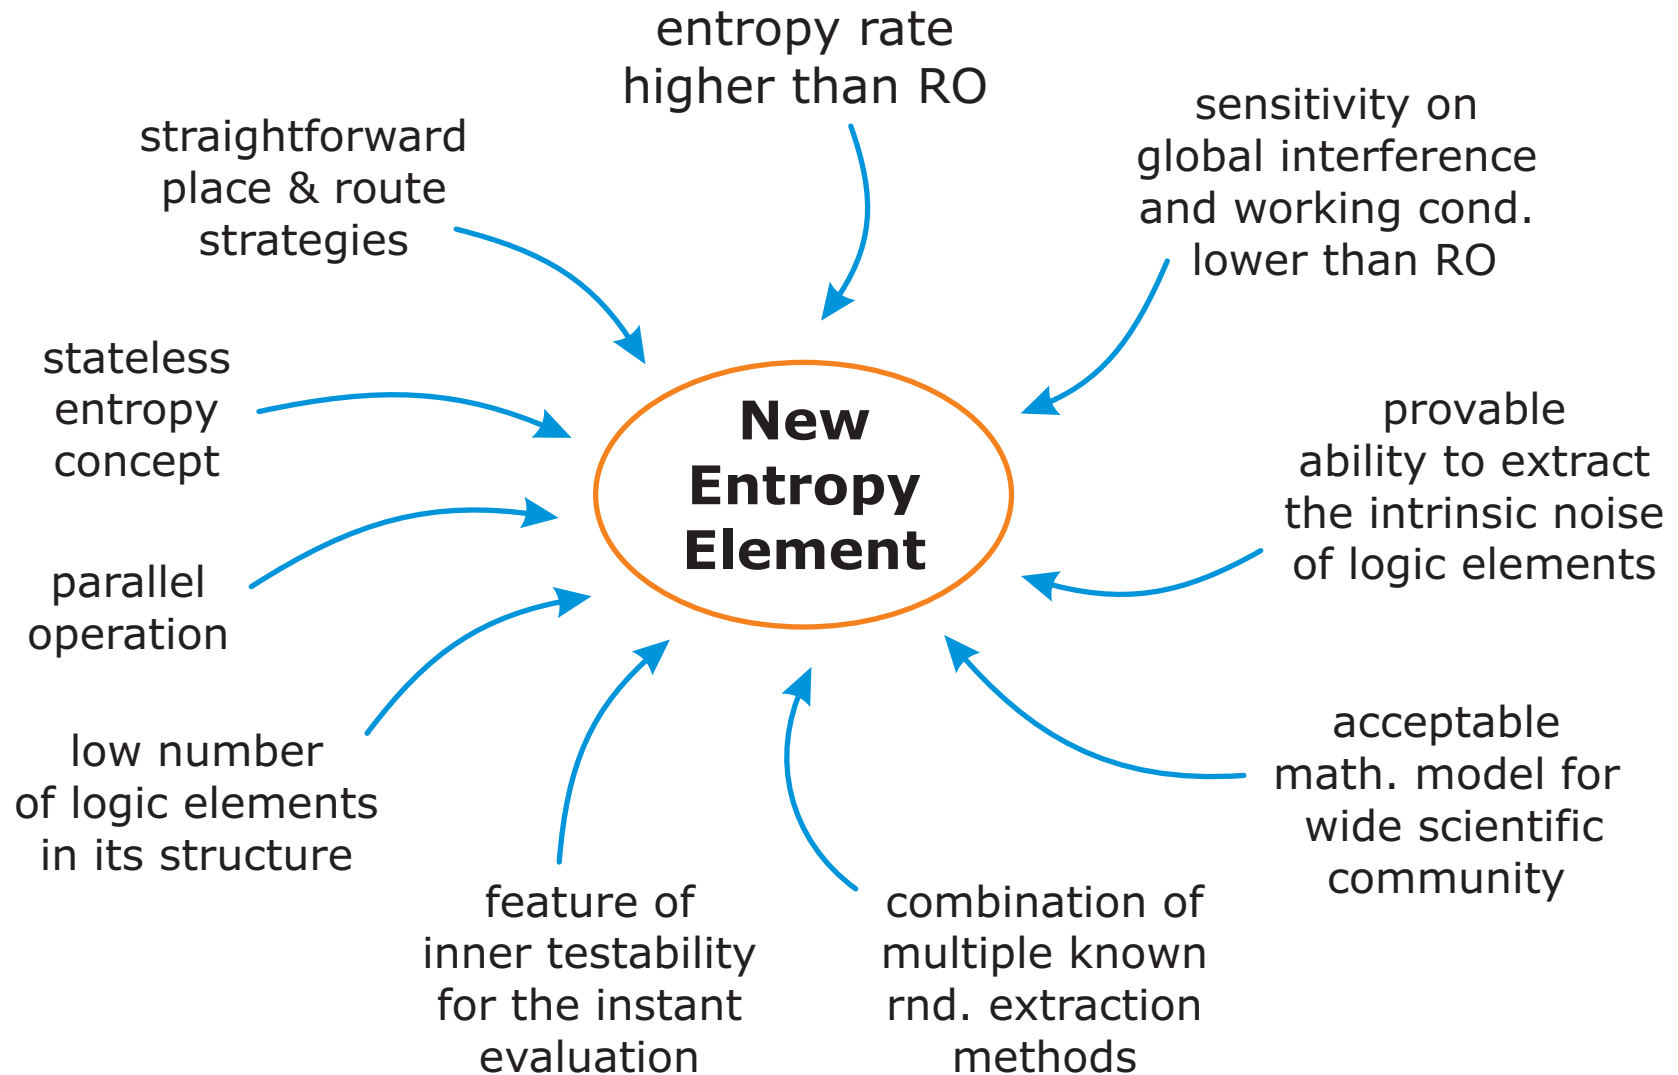 entropy rate
higher than RO
sensitivity on
global interference
and working cond.
lower than RO
straightforward
place & route
strategies
stateless
entropy
concept
New
Entropy
Element
provable
ability to extract
the intrinsic noise
of logic elements
parallel
operation
low number
of logic elements
in its structure
acceptable
math. model for
wide scientific
community
feature of
inner testability
for the instant
evaluation
combination of
multiple known
rnd. extraction
methods